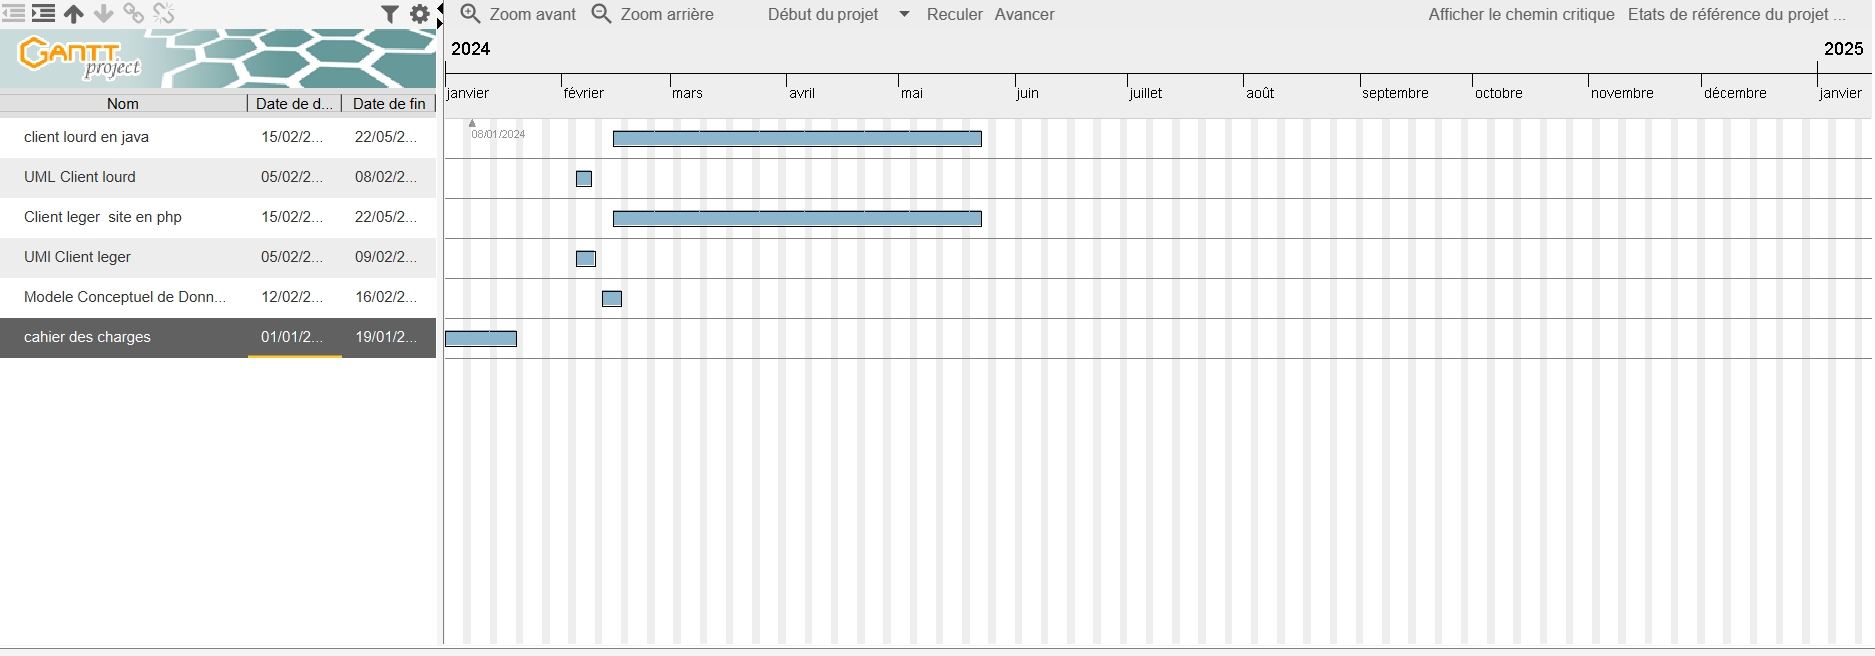 Zoom avant Zoom arrière Début du projet Reculer Avancer Afficher le chemin critique Etats de référence du projet ...
GANTT project
2024 2025
janvier février mars avril mai juin juillet août septembre octobre novembre décembre janvier
Nom Date de d... Date de fin
08/01/2024
client lourd en java 15/02/2... 22/05/2...
UML Client lourd 05/02/2... 08/02/2...
Client leger  site en php 15/02/2... 22/05/2...
UMl Client leger 05/02/2... 09/02/2...
Modele Conceptuel de Donn... 12/02/2... 16/02/2...
cahier des charges 01/01/2... 19/01/2...